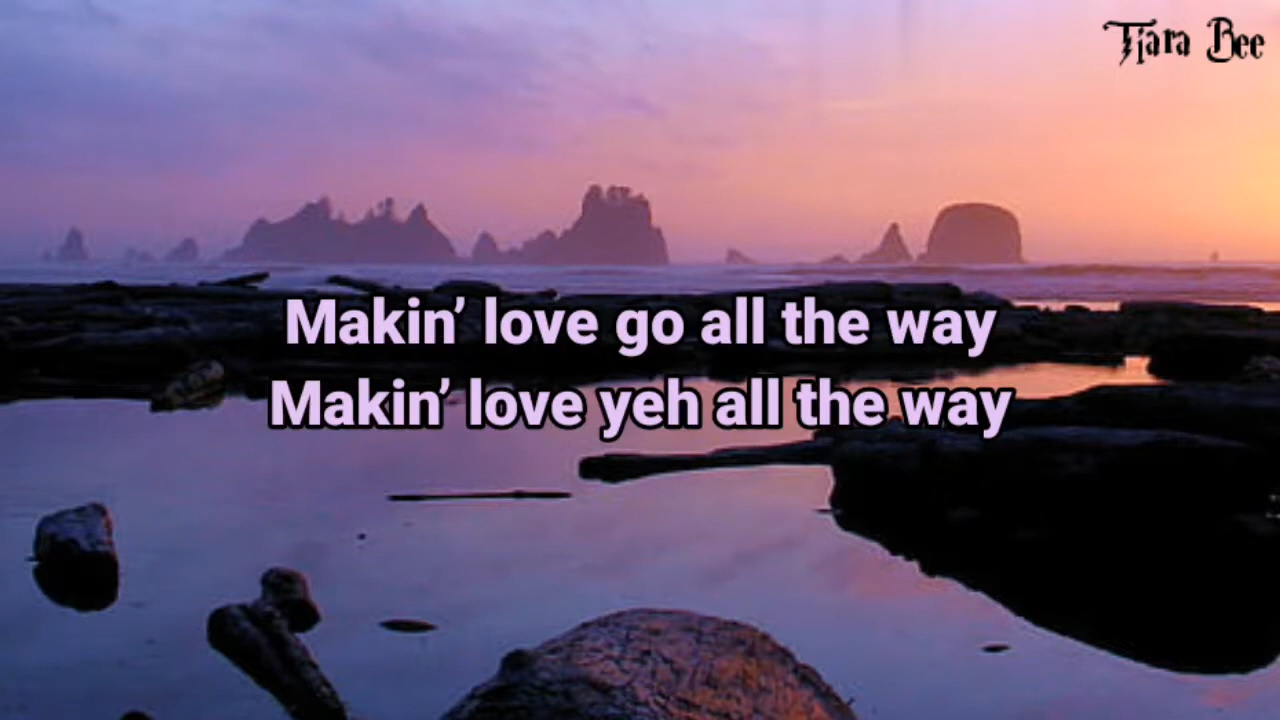 Tiara Bee
Makin’ love go all the way
Makin’ love yeh all the way